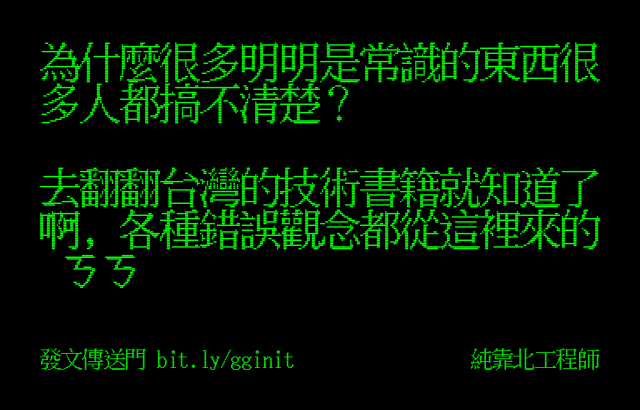 為什麼很多明明是常識的東西很
多人都搞不清楚？
去翻翻台灣的技術書籍就知道了
啊，各種錯誤觀念都從這裡來的
ㄎㄎ
發文傳送門 bit.ly/gginit
純靠北工程師